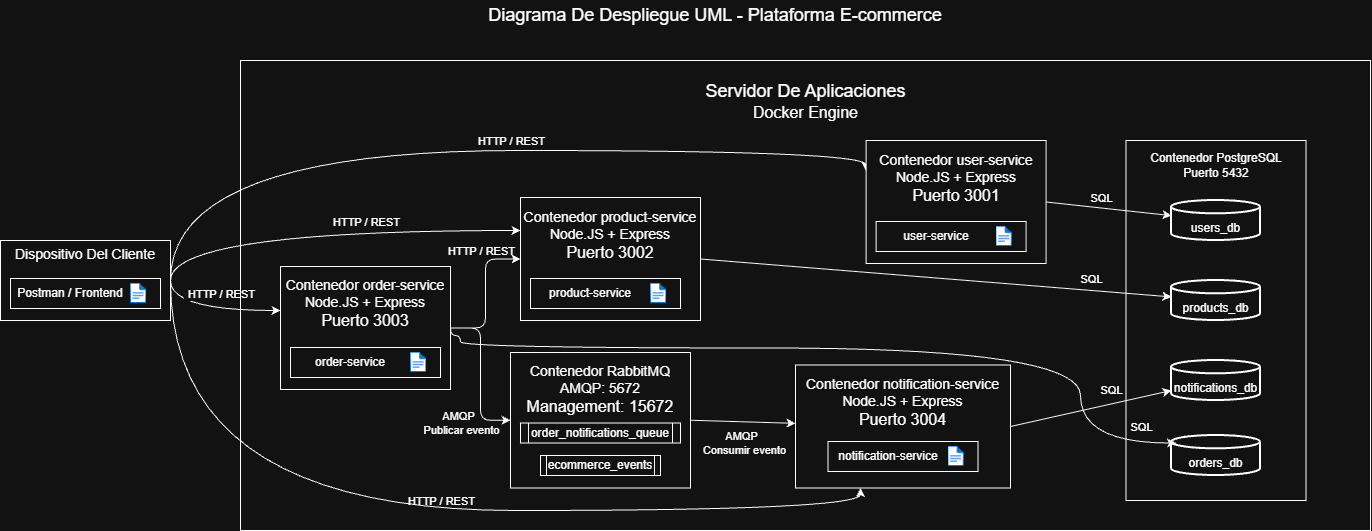 Diagrama De Despliegue UML - Plataforma E-commerce
Servidor De Aplicaciones
Docker Engine
HTTP / REST
Contenedor user-service
Node.JS + Express
Puerto 3001
user-service
Contenedor PostgreSQL
Puerto 5432
SQL
users_db
HTTP / REST
Contenedor product-service
Node.JS + Express
Puerto 3002
product-service
HTTP / REST
SQL
products_db
Dispositivo Del Cliente
Postman / Frontend
HTTP / REST
Contenedor order-service
Node.JS + Express
Puerto 3003
order-service
Contenedor RabbitMQ
AMQP: 5672
Management: 15672
order_notifications_queue
ecommerce_events
AMQP
Publicar evento
AMQP
Consumir evento
Contenedor notification-service
Node.JS + Express
Puerto 3004
notification-service
SQL
notifications_db
SQL
orders_db
HTTP / REST